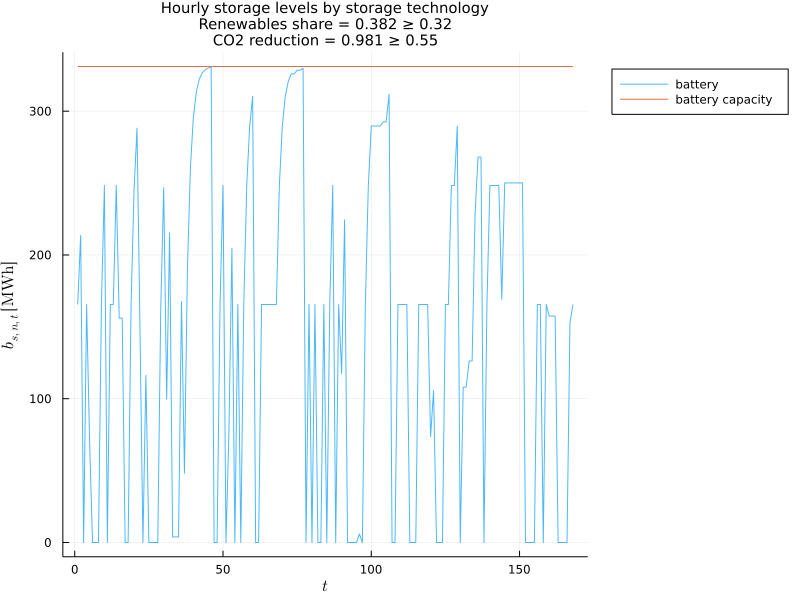 Hourly storage levels by storage technology
Renewables share = 0.382 ≥ 0.32
CO2 reduction = 0.981 ≥ 0.55
battery
battery capacity
300
200
100
0
b_{s, n, t} [MWh]
0 50 100 150
t